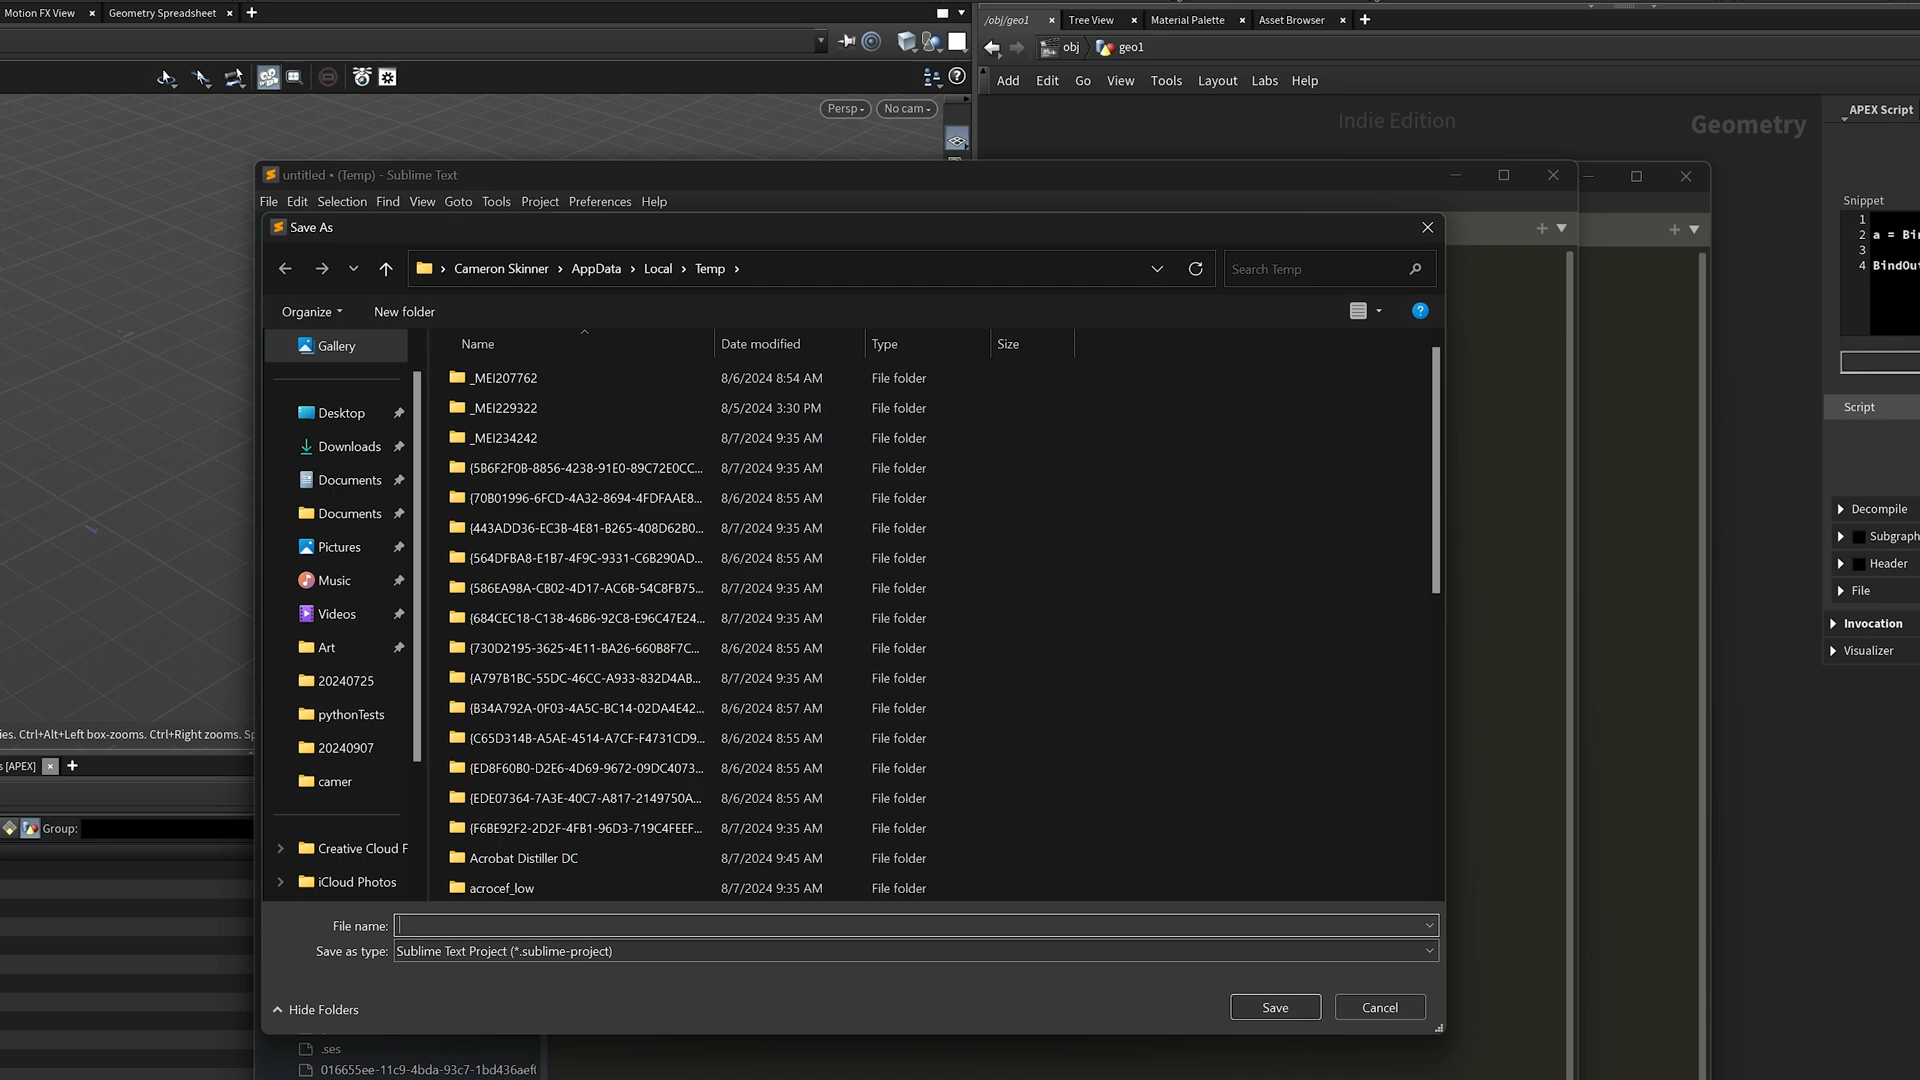 Motion FX View
Geometry Spreadsheet
/obj/geo1
Tree View
Material Palette
Asset Browser
obj
geo1
Add Edit Go View Tools Layout Labs Help
Persp
No cam
Indie Edition
Geometry
APEX Script
untitled • (Temp) - Sublime Text
File Edit Selection Find View Goto Tools Project Preferences Help
Save As
Cameron Skinner › AppData › Local › Temp ›
Search Temp
Organize
New folder
Gallery
Desktop
Downloads
Documents
Documents
Pictures
Music
Videos
Art
20240725
pythonTests
20240907
camer
Creative Cloud F
iCloud Photos
Name Date modified Type Size
_MEI207762 8/6/2024 8:54 AM File folder
_MEI229322 8/5/2024 3:30 PM File folder
_MEI234242 8/7/2024 9:35 AM File folder
{5B6F2F0B-8856-4238-91E0-89C72E0CC... 8/7/2024 9:35 AM File folder
{70B01996-6FCD-4A32-8694-4FDFAAE8... 8/6/2024 8:55 AM File folder
{443ADD36-EC3B-4E81-B265-408D62B0... 8/7/2024 9:35 AM File folder
{564DFBA8-E1B7-4F9C-9331-C6B290AD... 8/6/2024 8:55 AM File folder
{586EA98A-CB02-4D17-AC6B-54C8FB75... 8/7/2024 9:35 AM File folder
{684CEC18-C138-46B6-92C8-E96C47E24... 8/7/2024 9:35 AM File folder
{730D2195-3625-4E11-BA26-660B8F7C... 8/6/2024 8:55 AM File folder
{A797B1BC-55DC-46CC-A933-832D4AB... 8/7/2024 9:35 AM File folder
{B34A792A-0F03-4A5C-BC14-02DA4E42... 8/6/2024 8:57 AM File folder
{C65D314B-A5AE-4514-A7CF-F4731CD9... 8/6/2024 8:55 AM File folder
{ED8F60B0-D2E6-4D69-9672-09DC4073... 8/6/2024 8:55 AM File folder
{EDE07364-7A3E-40C7-A817-2149750A... 8/6/2024 8:55 AM File folder
{F6BE92F2-2D2F-4FB1-96D3-719C4FEEF... 8/7/2024 9:35 AM File folder
Acrobat Distiller DC 8/7/2024 9:45 AM File folder
acrocef_low 8/7/2024 9:35 AM File folder
File name:
Save as type: Sublime Text Project (*.sublime-project)
Hide Folders
Save
Cancel
.ses
016655ee-11c9-4bda-93c7-1bd436aef(
ies. Ctrl+Alt+Left box-zooms. Ctrl+Right zooms. Sp
s [APEX]
Group:
Snippet
1
2 a = Bin
3
4 BindOut
Script
Decompile
Subgraph
Header
File
Invocation
Visualizer